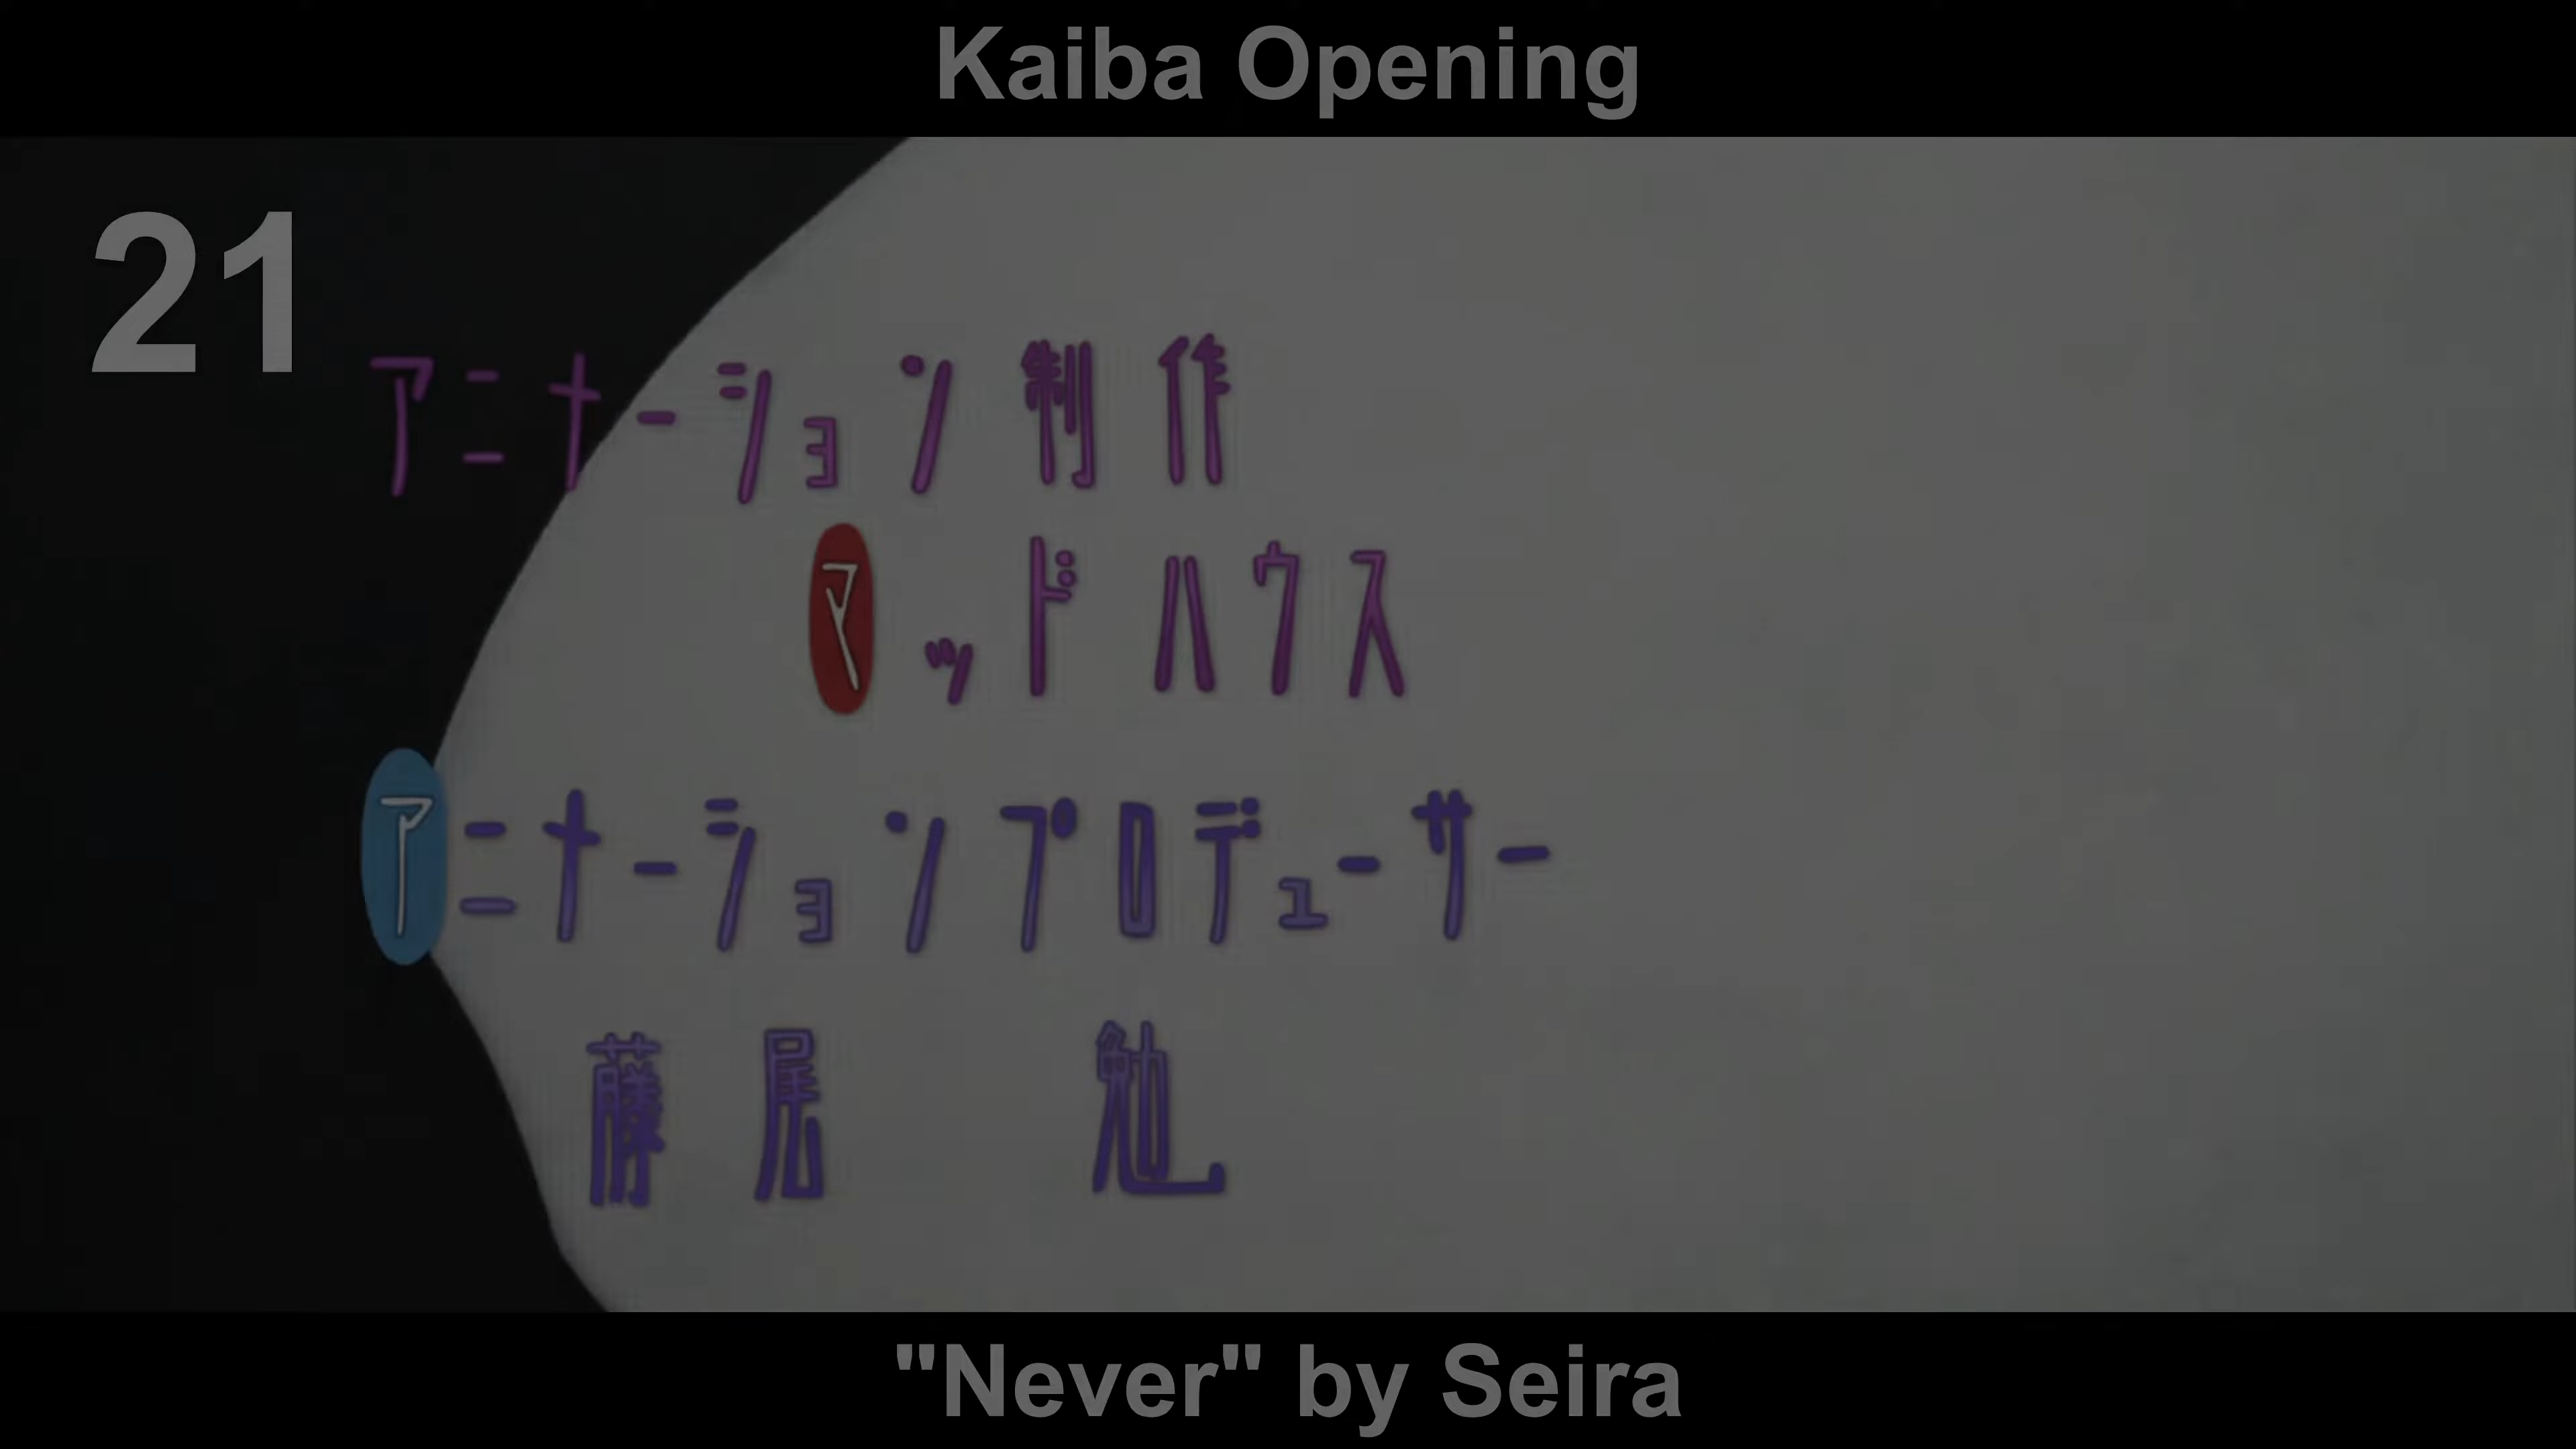 Kaiba Opening
21
アニメーション制作
マッドハウス
アニメーションプロデューサー
藤尾 勉
"Never" by Seira